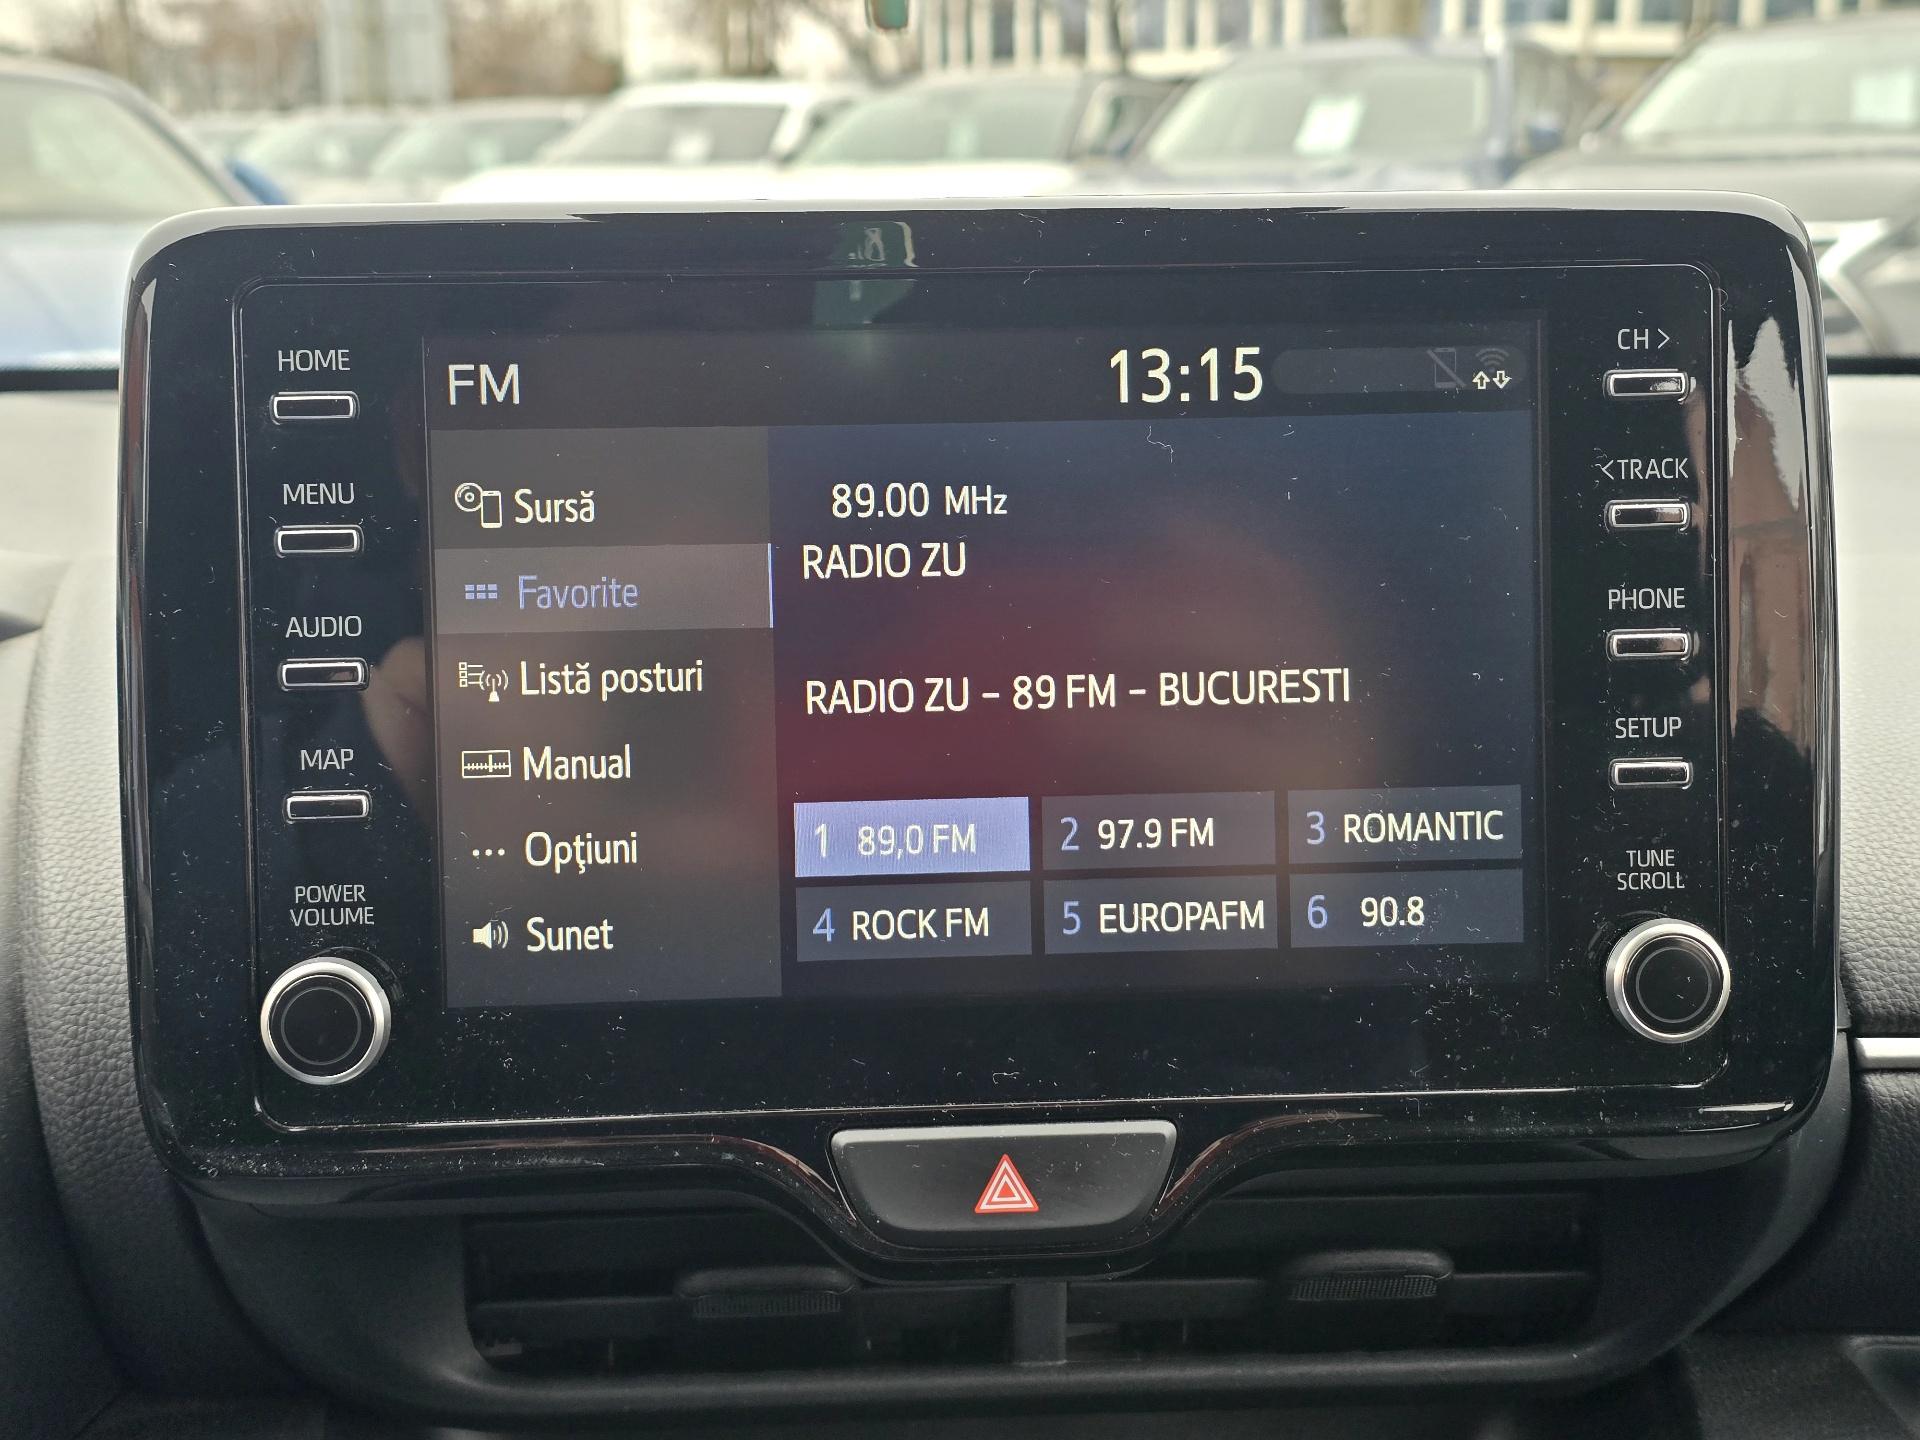 HOME
MENU
AUDIO
MAP
POWER
VOLUME
FM
13:15
Sursă
Favorite
Listă posturi
Manual
... Opţiuni
Sunet
89.00 MHz
RADIO ZU
RADIO ZU - 89 FM - BUCURESTI
1 89,0 FM
2 97.9 FM
3 ROMANTIC
4 ROCK FM
5 EUROPAFM
6 90.8
CH >
<TRACK
PHONE
SETUP
TUNE
SCROLL